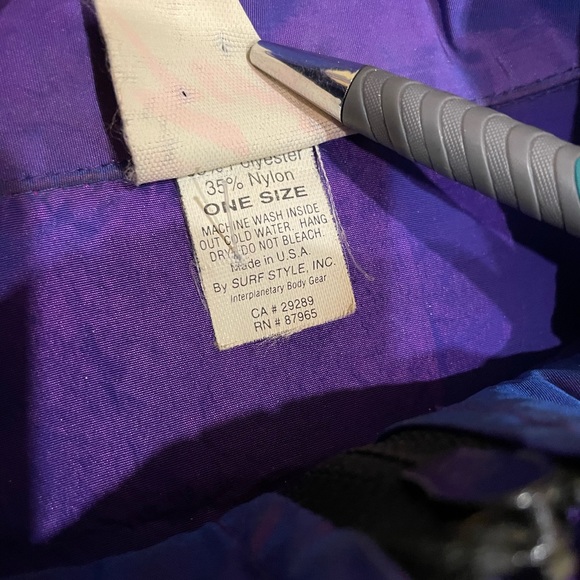 35% Nylon
ONE SIZE
MACHINE WASH INSIDE
OUT COLD WATER. HANG
DRY. DO NOT BLEACH.
Made in U.S.A.
By SURF STYLE, INC.
Interplanetary Body Gear
CA # 29289
RN # 87965